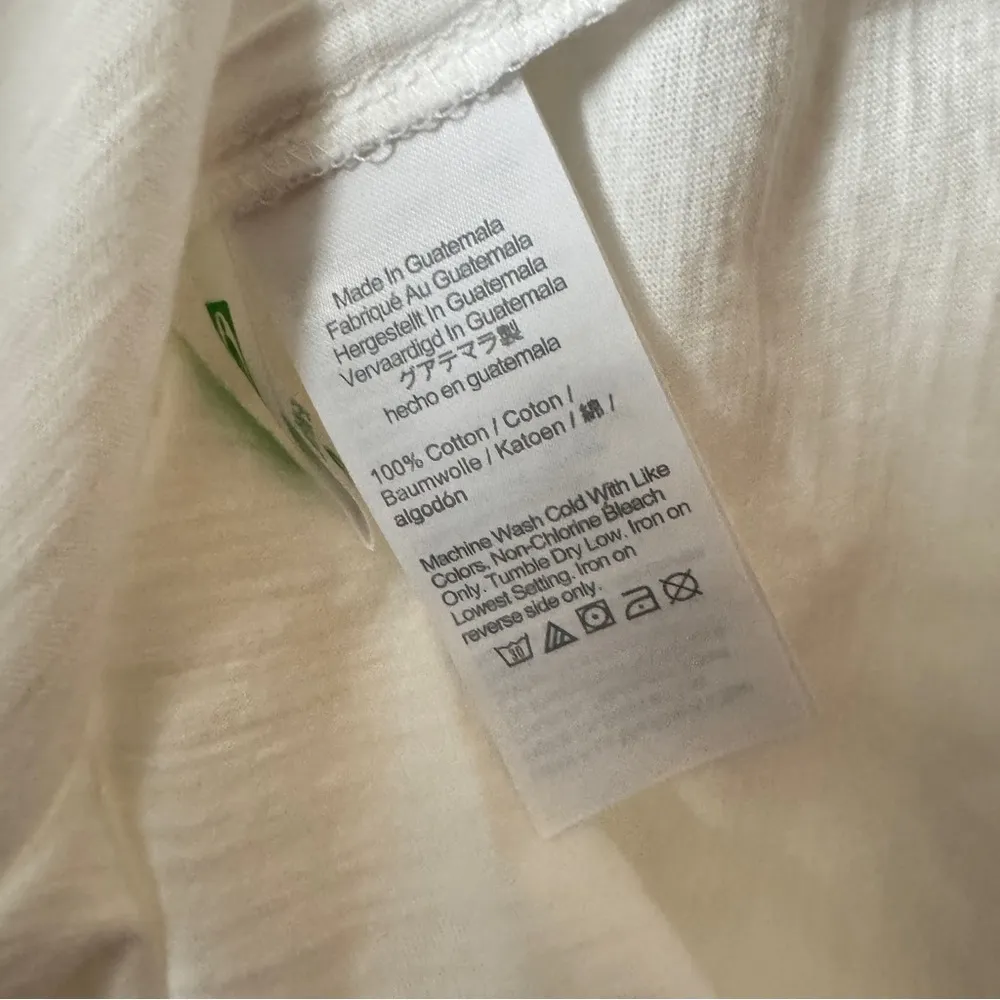 Made In Guatemala
Fabriqué Au Guatemala
Hergestellt In Guatemala
Vervaardigd In Guatemala
グアテマラ製
hecho en guatemala
100% Cotton / Coton /
Baumwolle / Katoen / 綿 /
algodón
Machine Wash Cold With Like
Colors, Non-Chlorine Bleach
Only. Tumble Dry Low. Iron on
Lowest Setting. Iron on
reverse side only.
30